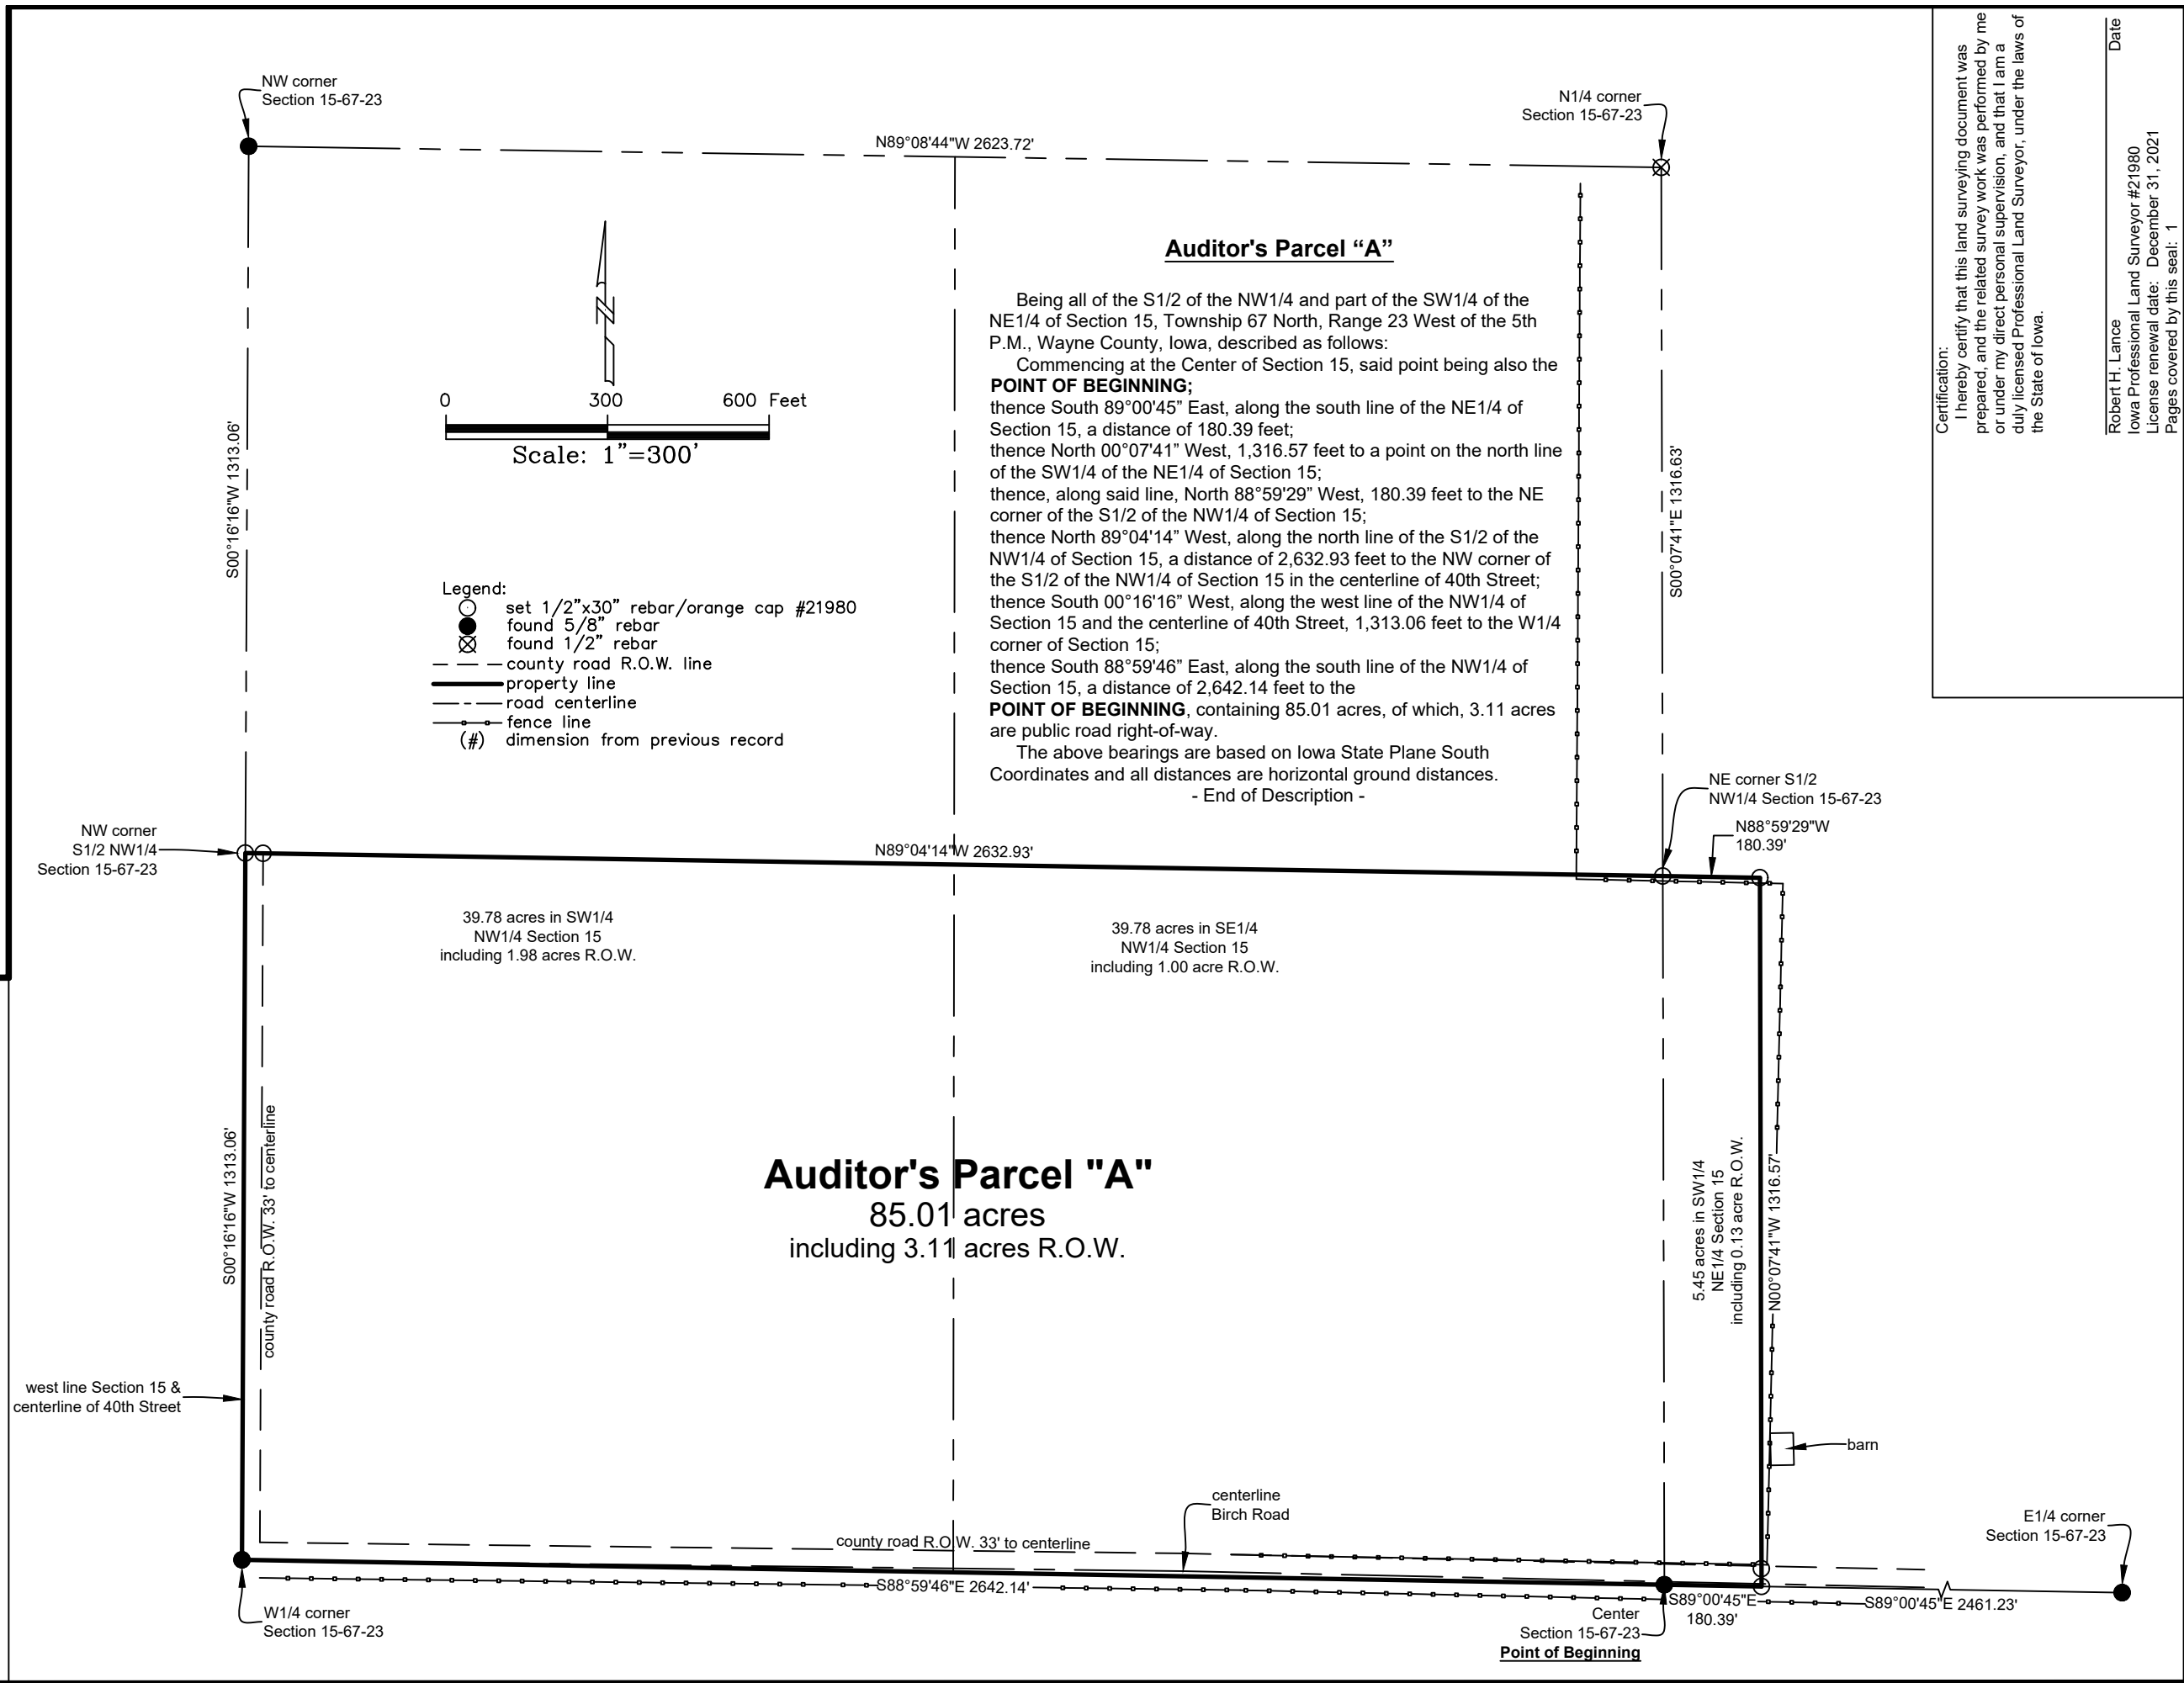 NW corner
Section 15-67-23
N89°08'44"W 2623.72'
N1/4 corner
Section 15-67-23
S00°16'16"W 1313.06'
0 300 600 Feet
Scale: 1"=300'
Legend:
set 1/2"x30" rebar/orange cap #21980
found 5/8" rebar
found 1/2" rebar
county road R.O.W. line
property line
road centerline
fence line
(#) dimension from previous record
Auditor's Parcel “A”
Being all of the S1/2 of the NW1/4 and part of the SW1/4 of the
NE1/4 of Section 15, Township 67 North, Range 23 West of the 5th
P.M., Wayne County, Iowa, described as follows:
Commencing at the Center of Section 15, said point being also the
POINT OF BEGINNING;
thence South 89°00'45” East, along the south line of the NE1/4 of
Section 15, a distance of 180.39 feet;
thence North 00°07'41” West, 1,316.57 feet to a point on the north line
of the SW1/4 of the NE1/4 of Section 15;
thence, along said line, North 88°59'29” West, 180.39 feet to the NE
corner of the S1/2 of the NW1/4 of Section 15;
thence North 89°04'14” West, along the north line of the S1/2 of the
NW1/4 of Section 15, a distance of 2,632.93 feet to the NW corner of
the S1/2 of the NW1/4 of Section 15 in the centerline of 40th Street;
thence South 00°16'16” West, along the west line of the NW1/4 of
Section 15 and the centerline of 40th Street, 1,313.06 feet to the W1/4
corner of Section 15;
thence South 88°59'46” East, along the south line of the NW1/4 of
Section 15, a distance of 2,642.14 feet to the
POINT OF BEGINNING, containing 85.01 acres, of which, 3.11 acres
are public road right-of-way.
The above bearings are based on Iowa State Plane South
Coordinates and all distances are horizontal ground distances.
- End of Description -
S00°07'41"E 1316.63'
Certification:
I hereby certify that this land surveying document was
prepared, and the related survey work was performed by me
or under my direct personal supervision, and that I am a
duly licensed Professional Land Surveyor, under the laws of
the State of Iowa.
Robert H. Lance Date
Iowa Professional Land Surveyor #21980
License renewal date: December 31, 2021
Pages covered by this seal: 1
NW corner
S1/2 NW1/4
Section 15-67-23
N89°04'14"W 2632.93'
NE corner S1/2
NW1/4 Section 15-67-23
N88°59'29"W
180.39'
39.78 acres in SW1/4
NW1/4 Section 15
including 1.98 acres R.O.W.
39.78 acres in SE1/4
NW1/4 Section 15
including 1.00 acre R.O.W.
S00°16'16"W 1313.06'
county road R.O.W. 33' to centerline
Auditor's Parcel "A"
85.01 acres
including 3.11 acres R.O.W.
5.45 acres in SW1/4
NE1/4 Section 15
including 0.13 acre R.O.W.
N00°07'41"W 1316.57'
west line Section 15 &
centerline of 40th Street
barn
centerline
Birch Road
county road R.O.W. 33' to centerline
E1/4 corner
Section 15-67-23
S88°59'46"E 2642.14'
W1/4 corner
Section 15-67-23
Center
Section 15-67-23
Point of Beginning
S89°00'45"E
180.39'
S89°00'45"E 2461.23'